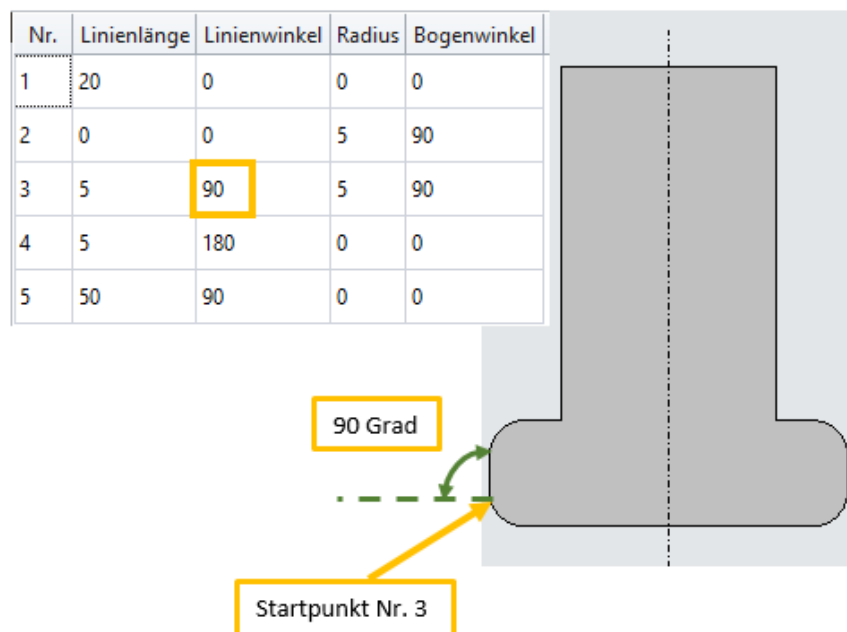 Nr. Linienlänge Linienwinkel Radius Bogenwinkel
1 20 0 0 0
2 0 0 5 90
3 5 90 5 90
4 5 180 0 0
5 50 90 0 0
90 Grad
Startpunkt Nr. 3